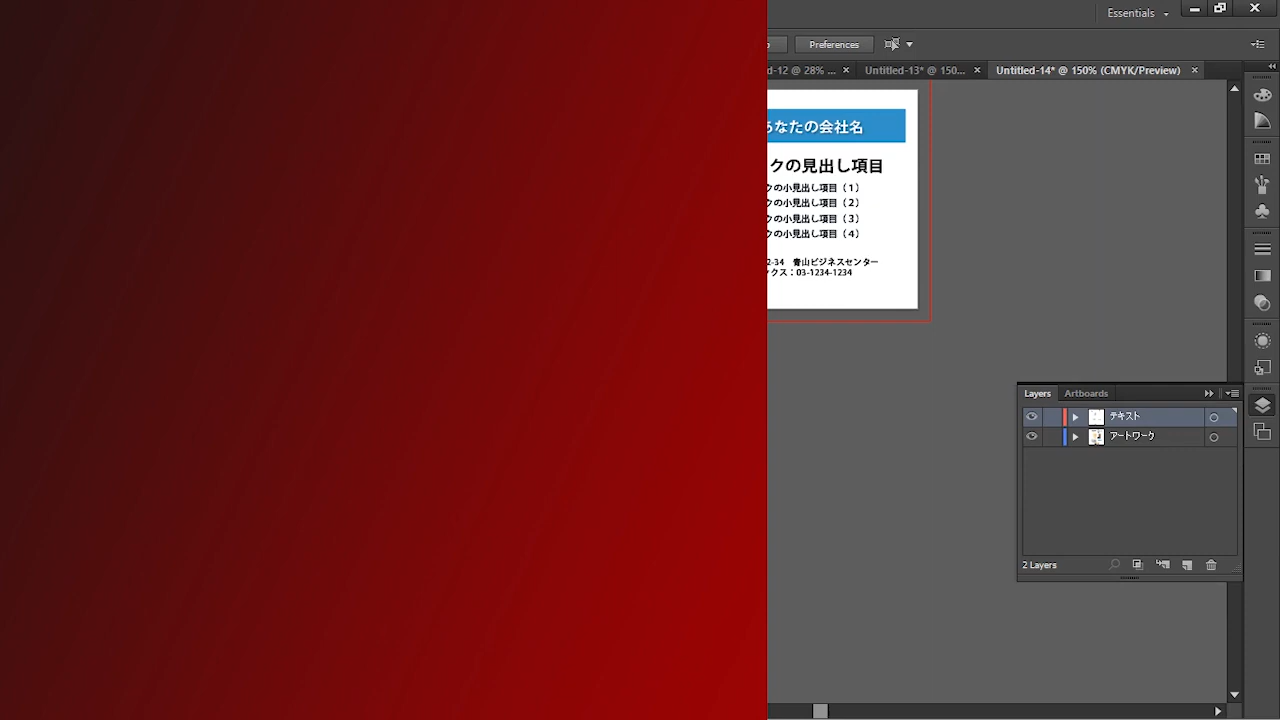 Essentials
Preferences
d-12 @ 28% ...
Untitled-13* @ 150...
Untitled-14* @ 150% (CMYK/Preview)
あなたの会社名
クの見出し項目
クの小見出し項目（1）
クの小見出し項目（2）
クの小見出し項目（3）
クの小見出し項目（4）
2-34　青山ビジネスセンター
ックス：03-1234-1234
Layers
Artboards
テキスト
アートワーク
2 Layers